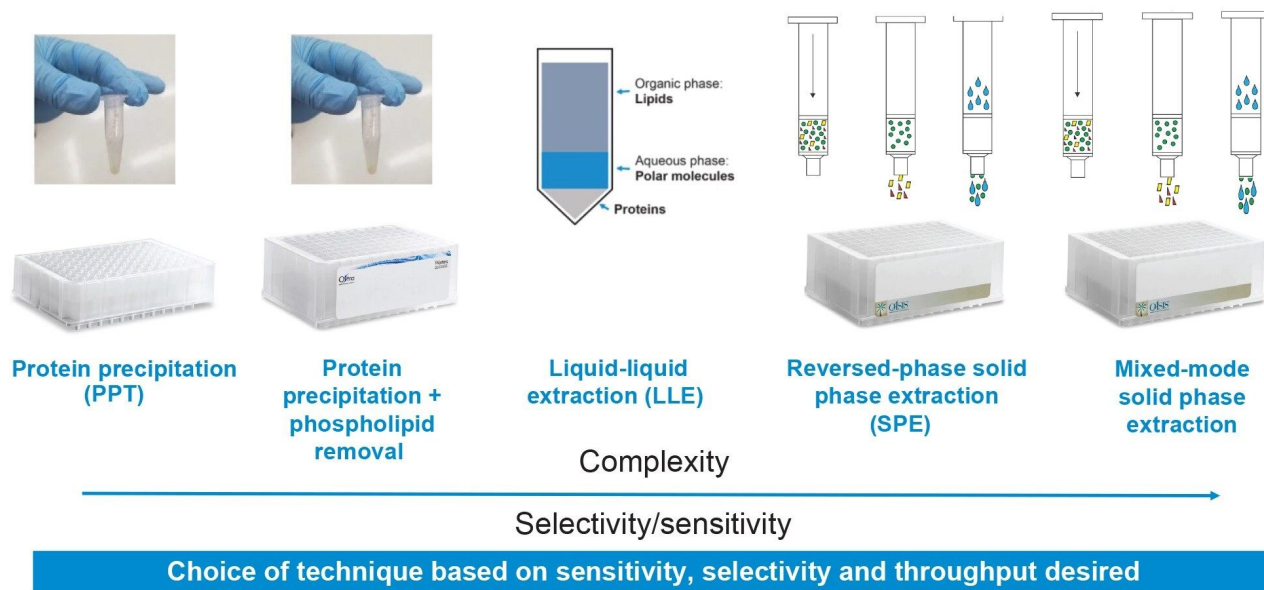 Organic phase:
Lipids
Aqueous phase:
Polar molecules
Proteins
OASIS
OASIS
Protein precipitation
(PPT)
Protein
precipitation +
phospholipid
removal
Liquid-liquid
extraction (LLE)
Reversed-phase solid
phase extraction
(SPE)
Mixed-mode
solid phase
extraction
Complexity
Selectivity/sensitivity
Choice of technique based on sensitivity, selectivity and throughput desired